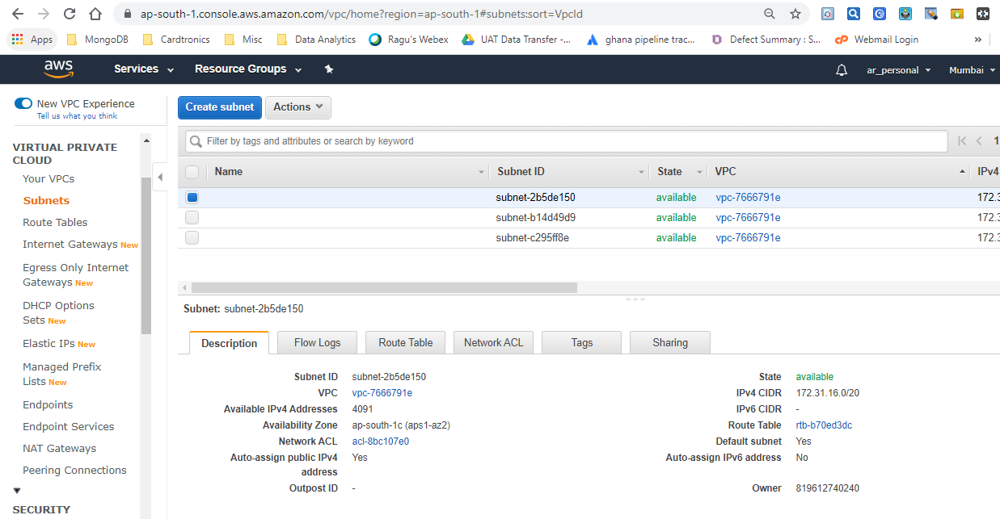 ap-south-1.console.aws.amazon.com/vpc/home?region=ap-south-1#subnets:sort=VpcId
Apps MongoDB Cardtronics Misc Data Analytics Ragu's Webex UAT Data Transfer -... ghana pipeline trac... Defect Summary : S... Webmail Login »
aws Services Resource Groups ar_personal Mumbai
New VPC Experience
Tell us what you think
VIRTUAL PRIVATE
CLOUD
Your VPCs
Subnets
Route Tables
Internet Gateways New
Egress Only Internet
Gateways New
DHCP Options
Sets New
Elastic IPs New
Managed Prefix
Lists New
Endpoints
Endpoint Services
NAT Gateways
Peering Connections
SECURITY
Create subnet Actions
Filter by tags and attributes or search by keyword 1
Name Subnet ID State VPC IPv4
subnet-2b5de150 available vpc-7666791e 172.3
subnet-b14d49d9 available vpc-7666791e 172.3
subnet-c295ff8e available vpc-7666791e 172.3
Subnet: subnet-2b5de150
Description Flow Logs Route Table Network ACL Tags Sharing
Subnet ID subnet-2b5de150 State available
VPC vpc-7666791e IPv4 CIDR 172.31.16.0/20
Available IPv4 Addresses 4091 IPv6 CIDR -
Availability Zone ap-south-1c (aps1-az2) Route Table rtb-b70ed3dc
Network ACL acl-8bc107e0 Default subnet Yes
Auto-assign public IPv4 Yes Auto-assign IPv6 address No
address
Outpost ID - Owner 819612740240